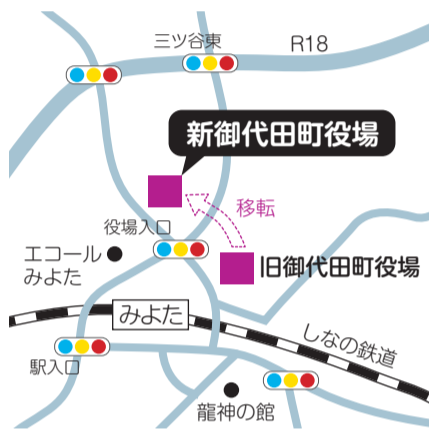 三ツ谷東
R18
新御代田町役場
移転
役場入口
エコール
みよた
旧御代田町役場
みよた
しなの鉄道
駅入口
龍神の館